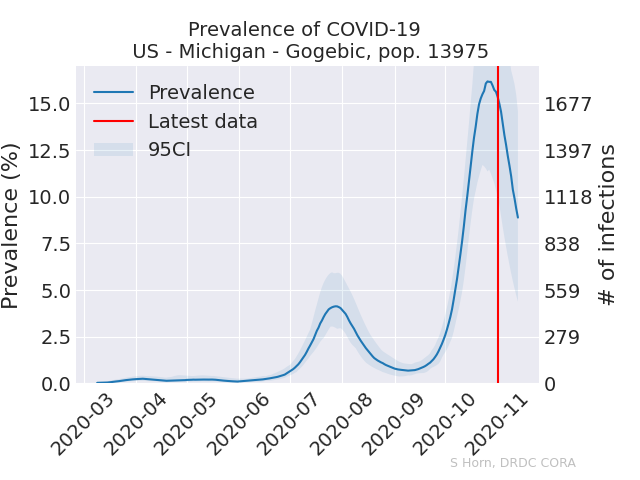 Prevalence of COVID-19
US - Michigan - Gogebic, pop. 13975
Prevalence
Latest data
95CI
Prevalence (%)
15.0
12.5
10.0
7.5
5.0
2.5
0.0
1677
1397
1118
838
559
279
0
# of infections
2020-03
2020-04
2020-05
2020-06
2020-07
2020-08
2020-09
2020-10
2020-11
S Horn, DRDC CORA